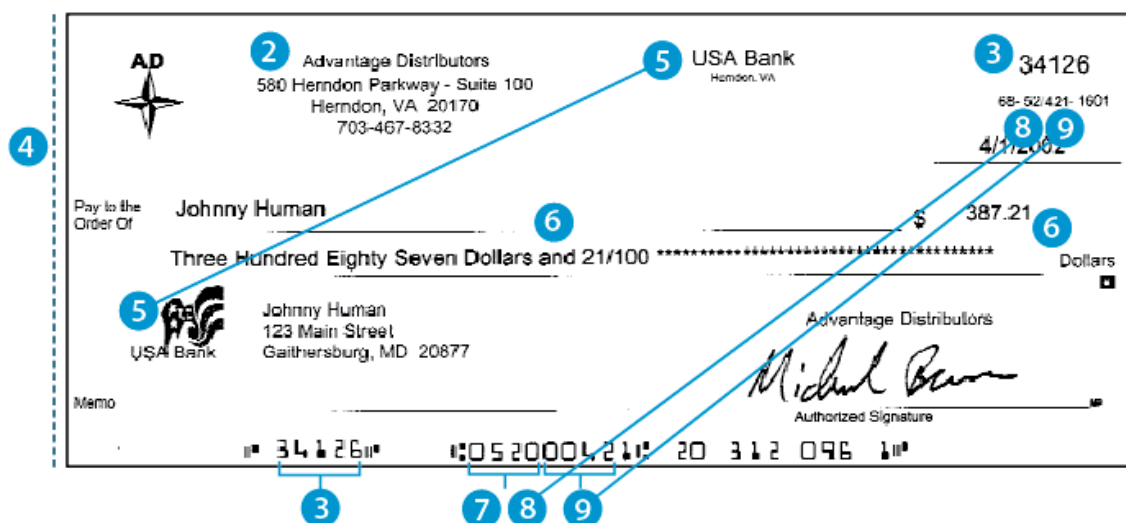 AD
2
Advantage Distributors
580 Herndon Parkway - Suite 100
Herndon, VA 20170
703-467-8332
5
USA Bank
Herndon, VA
3
34126
68- 52/421- 1601
8
9
4/1/2002
4
Pay to the
Order Of
Johnny Human
6
$
387.21
6
Three Hundred Eighty Seven Dollars and 21/100 **************************************
Dollars
5
USA Bank
Johnny Human
123 Main Street
Gaithersburg, MD 20877
Advantage Distributors
Michael
Memo
Authorized Signature
MP
⑈ 34126⑈ ⑆052000421⑆ 20 312 096 1⑈
3
7
8
9